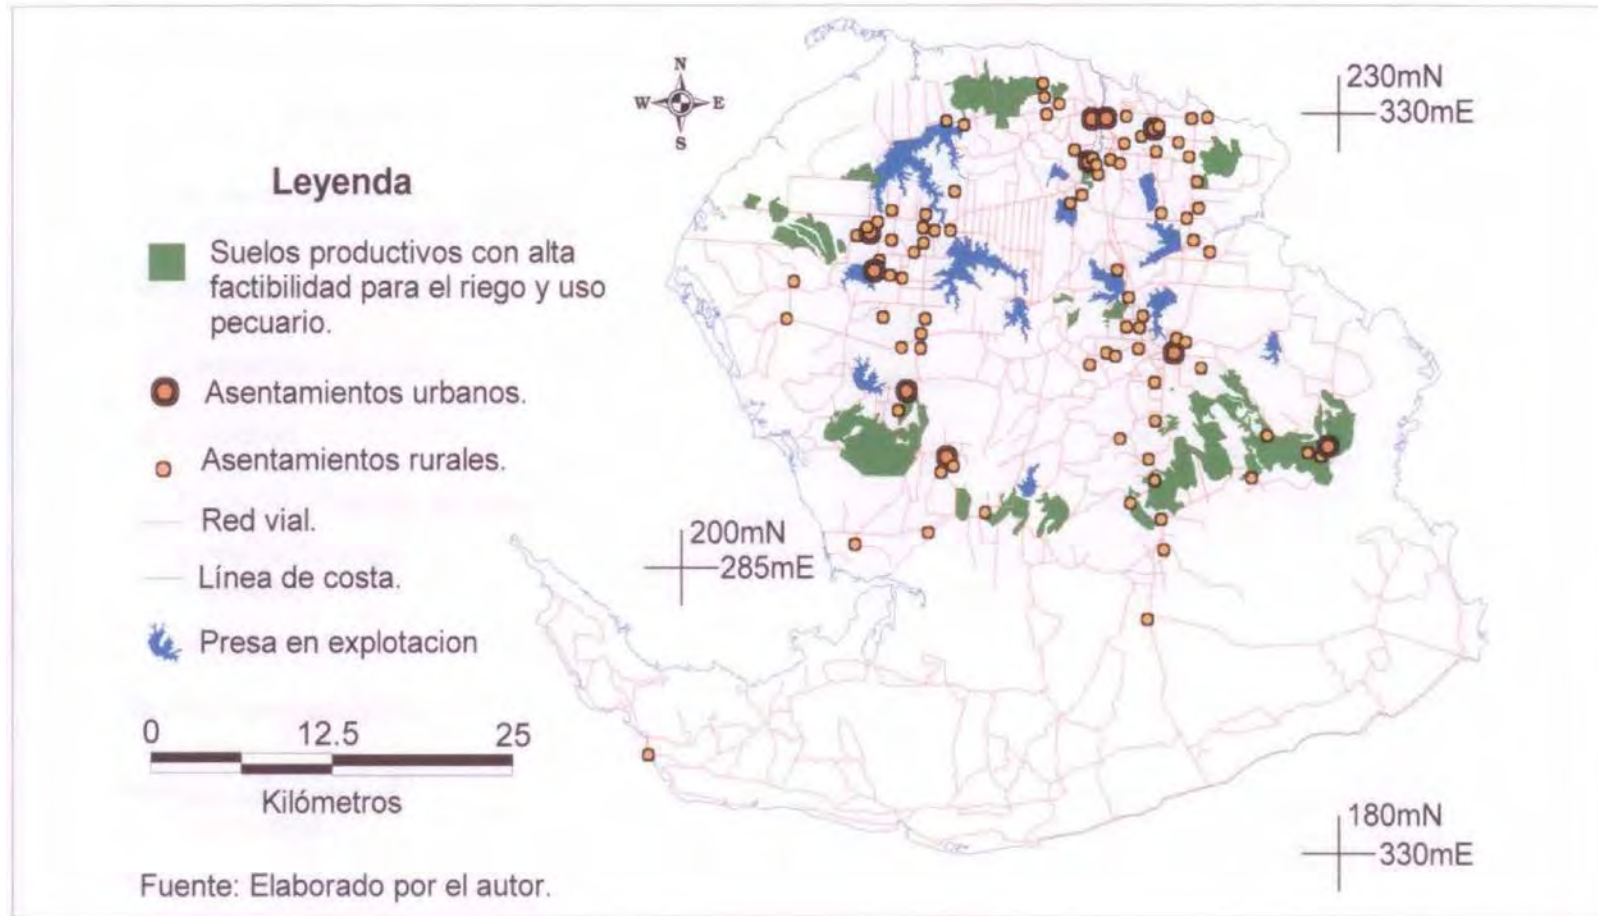 N
W E
S
230mN
330mE
Leyenda
Suelos productivos con alta
factibilidad para el riego y uso
pecuario.
Asentamientos urbanos.
Asentamientos rurales.
Red vial.
Línea de costa.
Presa en explotacion
200mN
285mE
0 12.5 25
Kilómetros
180mN
330mE
Fuente: Elaborado por el autor.